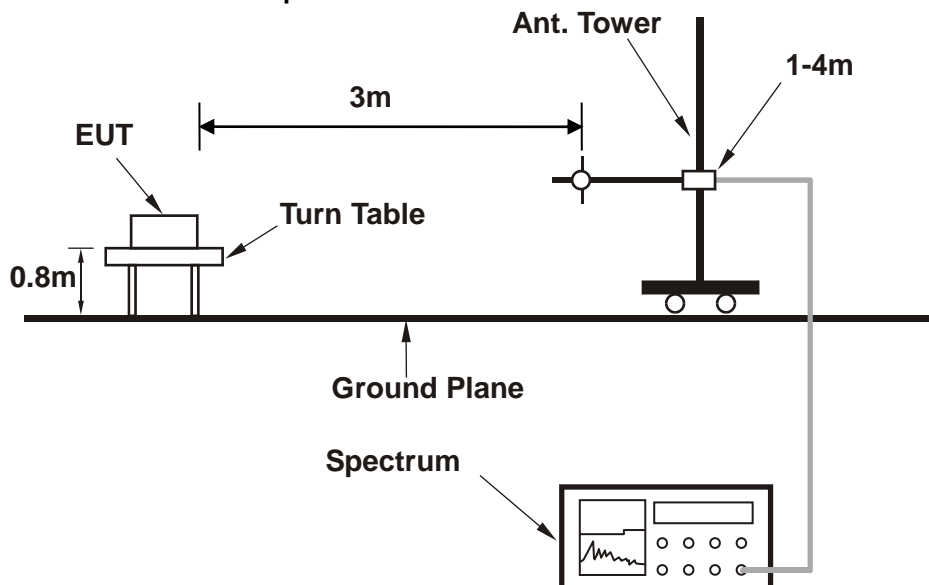 Ant. Tower
1-4m
3m
EUT
Turn Table
0.8m
Ground Plane
Spectrum